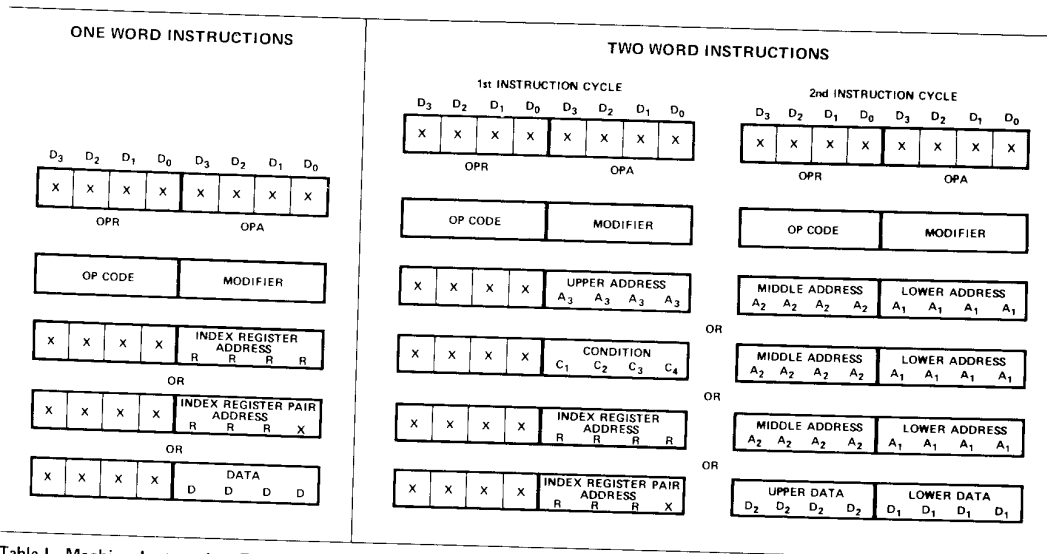 ONE WORD INSTRUCTIONS
D3 D2 D1 D0 D3 D2 D1 D0
X X X X X X X X
OPR OPA
OP CODE MODIFIER
X X X X INDEX REGISTER
ADDRESS
R R R R
OR
X X X X INDEX REGISTER PAIR
ADDRESS
R R R X
OR
X X X X DATA
D D D D
TWO WORD INSTRUCTIONS
1st INSTRUCTION CYCLE 2nd INSTRUCTION CYCLE
D3 D2 D1 D0 D3 D2 D1 D0 D3 D2 D1 D0 D3 D2 D1 D0
X X X X X X X X X X X X X X X X
OPR OPA OPR OPA
OP CODE MODIFIER OP CODE MODIFIER
X X X X UPPER ADDRESS MIDDLE ADDRESS LOWER ADDRESS
A3 A3 A3 A3 A2 A2 A2 A2 A1 A1 A1 A1
OR
X X X X CONDITION MIDDLE ADDRESS LOWER ADDRESS
C1 C2 C3 C4 A2 A2 A2 A2 A1 A1 A1 A1
OR
X X X X INDEX REGISTER MIDDLE ADDRESS LOWER ADDRESS
ADDRESS
R R R R A2 A2 A2 A2 A1 A1 A1 A1
OR
X X X X INDEX REGISTER PAIR UPPER DATA LOWER DATA
ADDRESS
R R R X D2 D2 D2 D2 D1 D1 D1 D1
Table I.